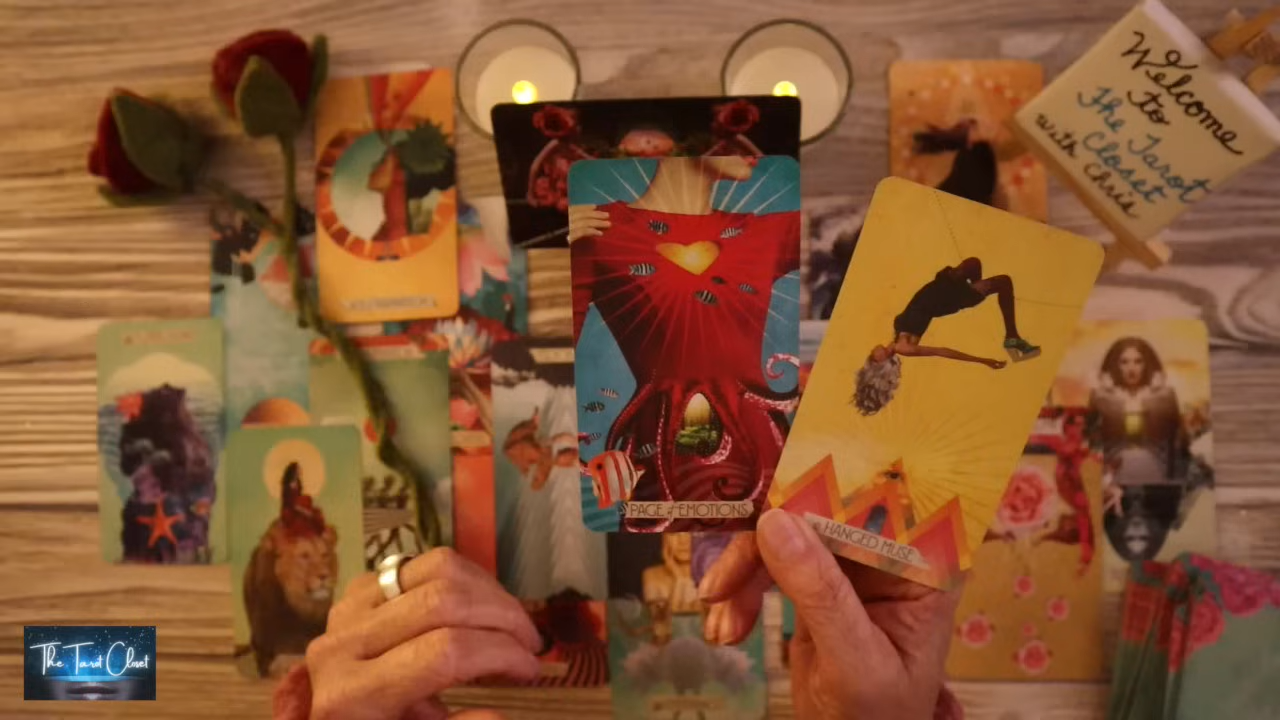 Welcome
To
The Tarot
Closet
with Chris
PAGE of EMOTIONS
HANGED MUSE
The Tarot Closet